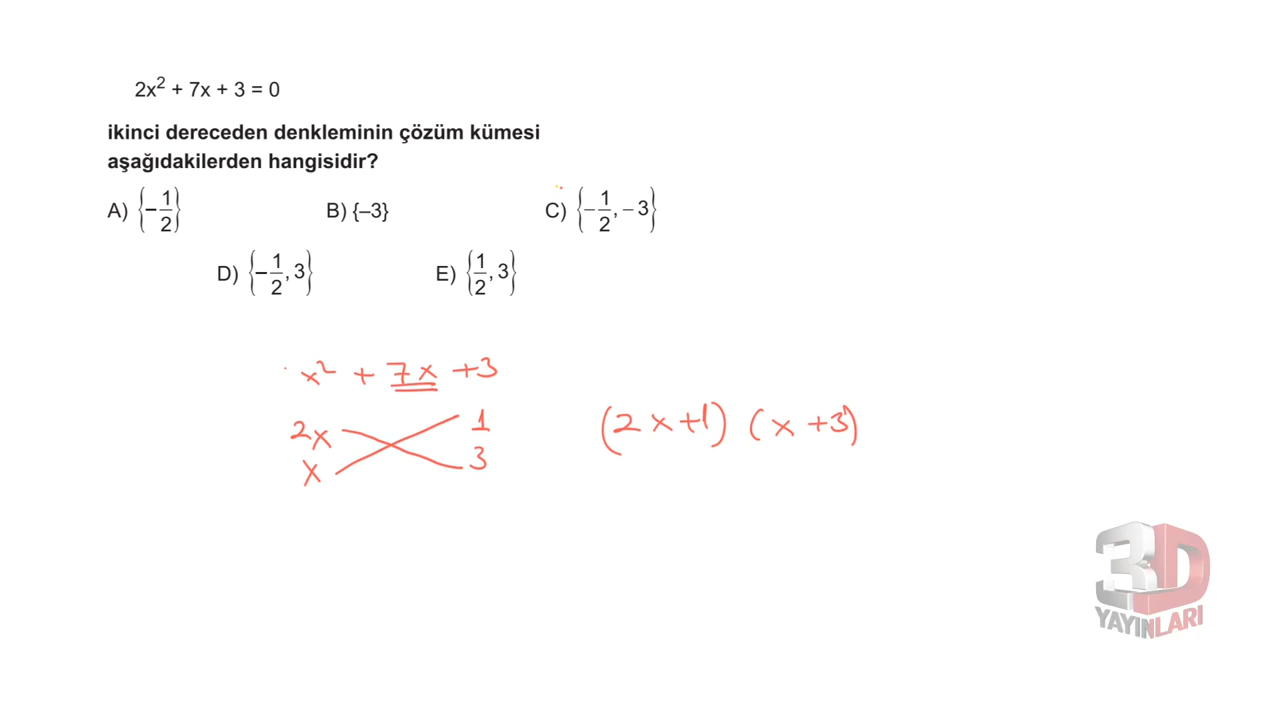 2x² + 7x + 3 = 0
ikinci dereceden denkleminin çözüm kümesi
aşağıdakilerden hangisidir?
A) {-1/2} B) {–3} C) {-1/2, -3}
D) {-1/2, 3} E) {1/2, 3}
x² + 7x +3
2x 1
x 3
(2x+1) (x+3)
3D
YAYINLARI